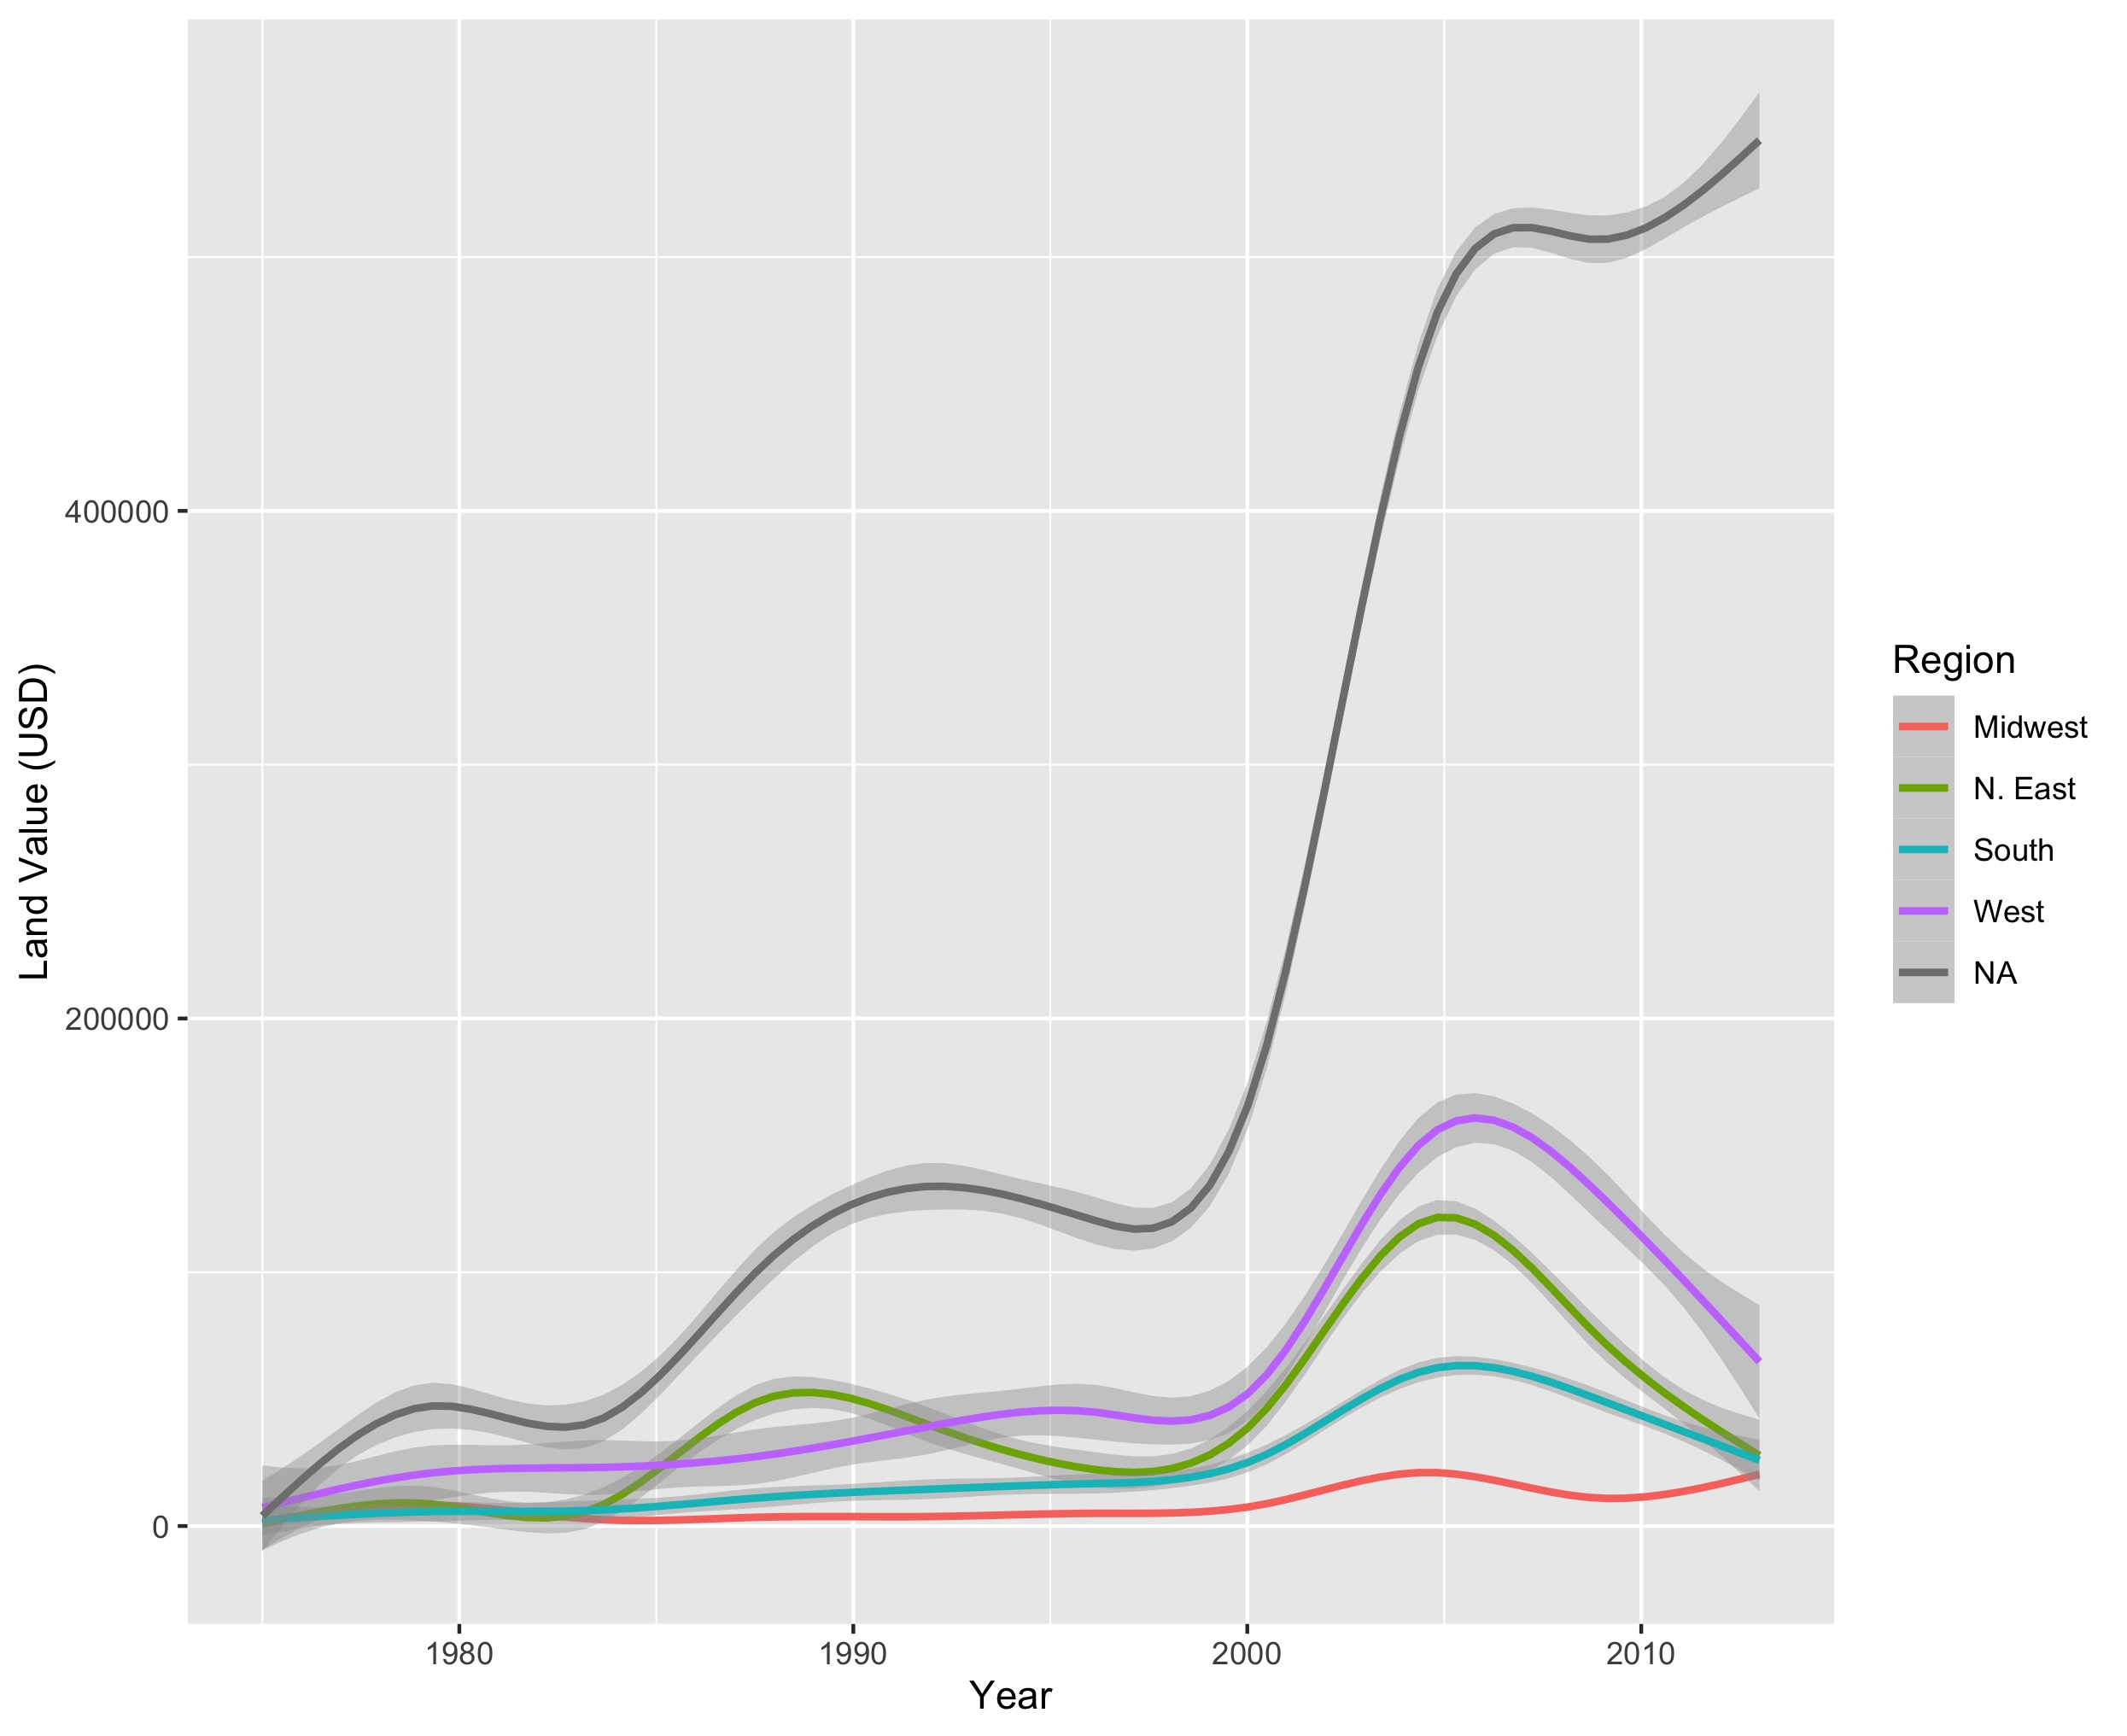 Land Value (USD)
400000
200000
0
1980
1990
2000
2010
Year
Region
Midwest
N. East
South
West
NA